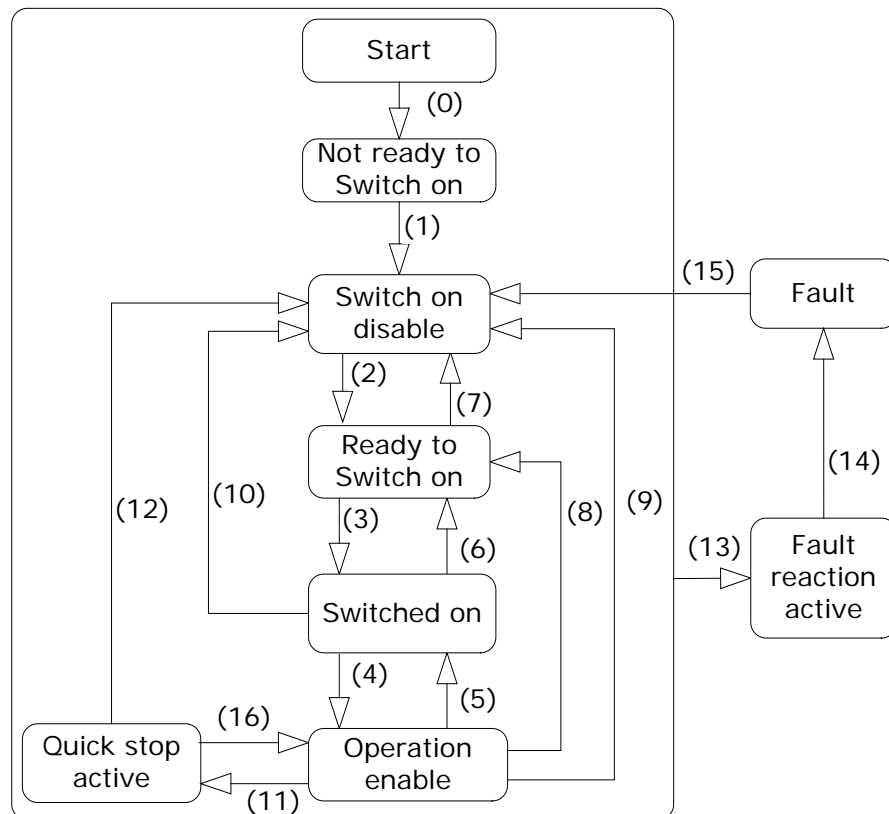 Start
(0)
Not ready to
Switch on
(1)
(15)
Switch on
disable
Fault
(2)
(7)
Ready to
Switch on
(14)
(12)
(10)
(3)
(8)
(9)
(6)
(13)
Fault
reaction
active
Switched on
(4)
(5)
(16)
Quick stop
active
Operation
enable
(11)